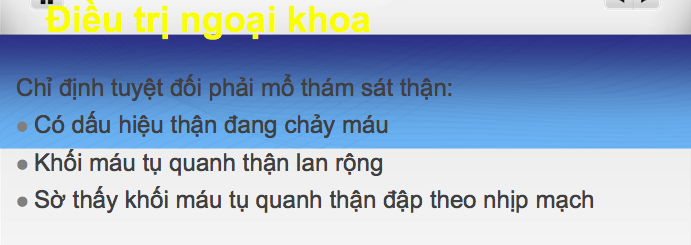 Điều trị ngoại khoa
Chỉ định tuyệt đối phải mổ thám sát thận:
Có dấu hiệu thận đang chảy máu
Khối máu tụ quanh thận lan rộng
Sờ thấy khối máu tụ quanh thận đập theo nhịp mạch